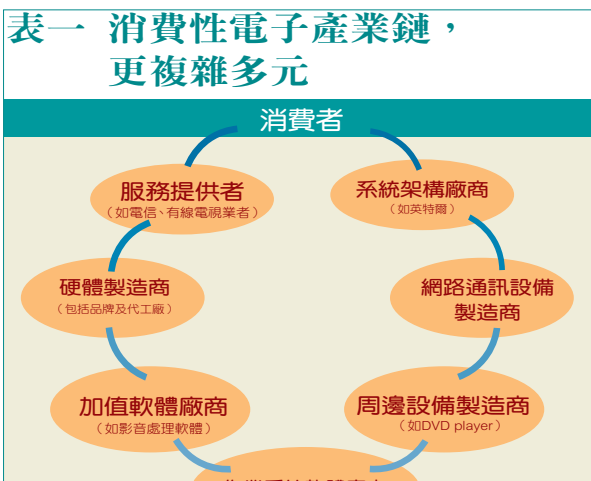 表一 消費性電子產業鏈，
更複雜多元
消費者
服務提供者
（如電信、有線電視業者）
系統架構廠商
（如英特爾）
硬體製造商
（包括品牌及代工廠）
網路通訊設備
製造商
加值軟體廠商
（如影音處理軟體）
周邊設備製造商
（如DVD player）